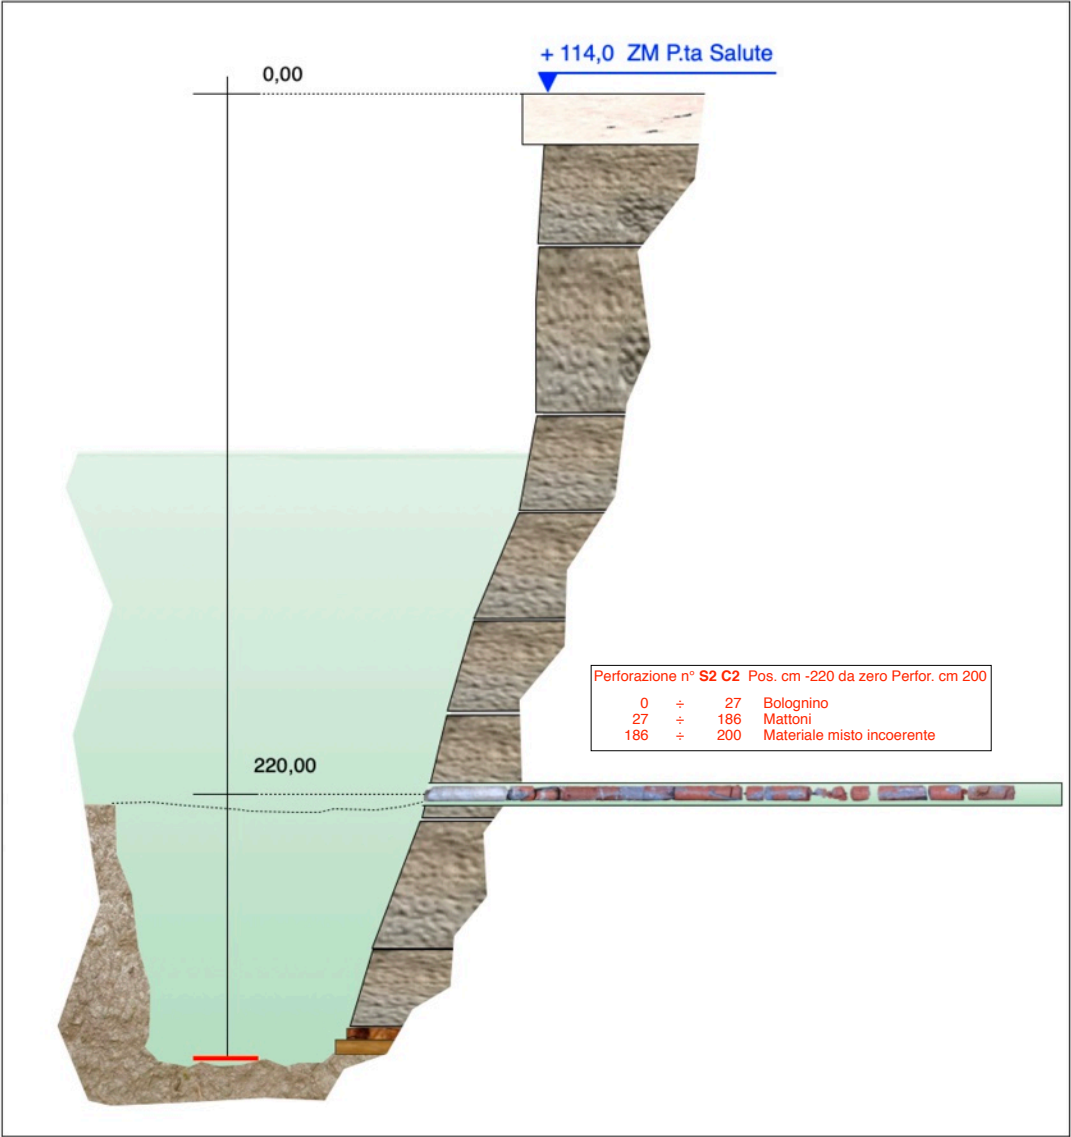 + 114,0 ZM P.ta Salute
0,00
Perforazione n° S2 C2 Pos. cm -220 da zero Perfor. cm 200
0 ÷ 27 Bolognino
27 ÷ 186 Mattoni
186 ÷ 200 Materiale misto incoerente
220,00